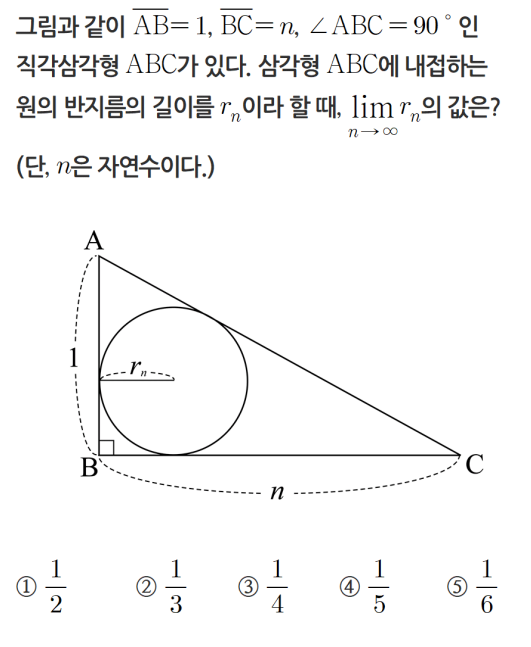 그림과 같이 $\overline{AB}=1$, $\overline{BC}=n$, ∠ABC=90° 인
직각삼각형 ABC가 있다. 삼각형 ABC에 내접하는
원의 반지름의 길이를 $r_n$이라 할 때, $\lim_{n \to \infty} r_n$의 값은?
(단, $n$은 자연수이다.)
A
1
$r_n$
B
C
$n$
① $\frac{1}{2}$ ② $\frac{1}{3}$ ③ $\frac{1}{4}$ ④ $\frac{1}{5}$ ⑤ $\frac{1}{6}$